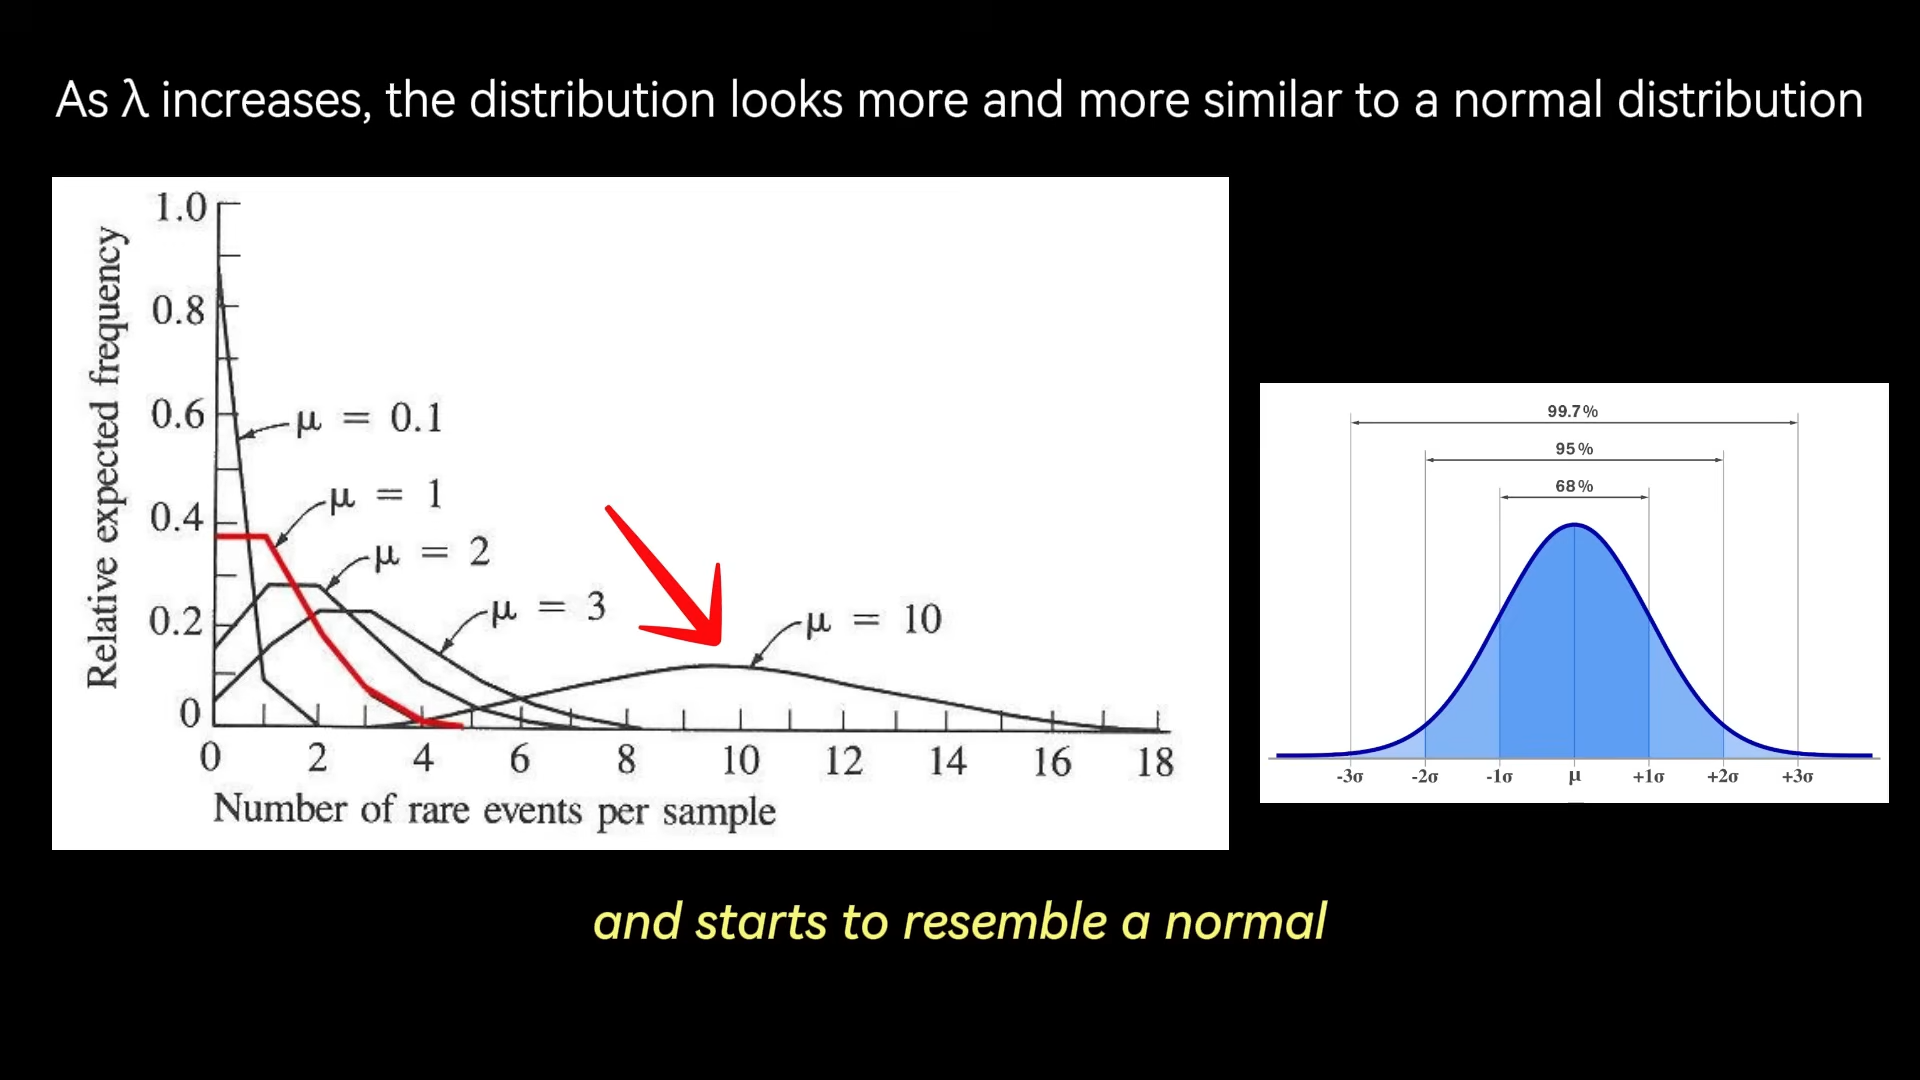 As λ increases, the distribution looks more and more similar to a normal distribution
Relative expected frequency
1.0
0.8
0.6
0.4
0.2
0
μ = 0.1
μ = 1
μ = 2
μ = 3
μ = 10
0 2 4 6 8 10 12 14 16 18
Number of rare events per sample
99.7%
95%
68%
-3σ -2σ -1σ μ +1σ +2σ +3σ
and starts to resemble a normal